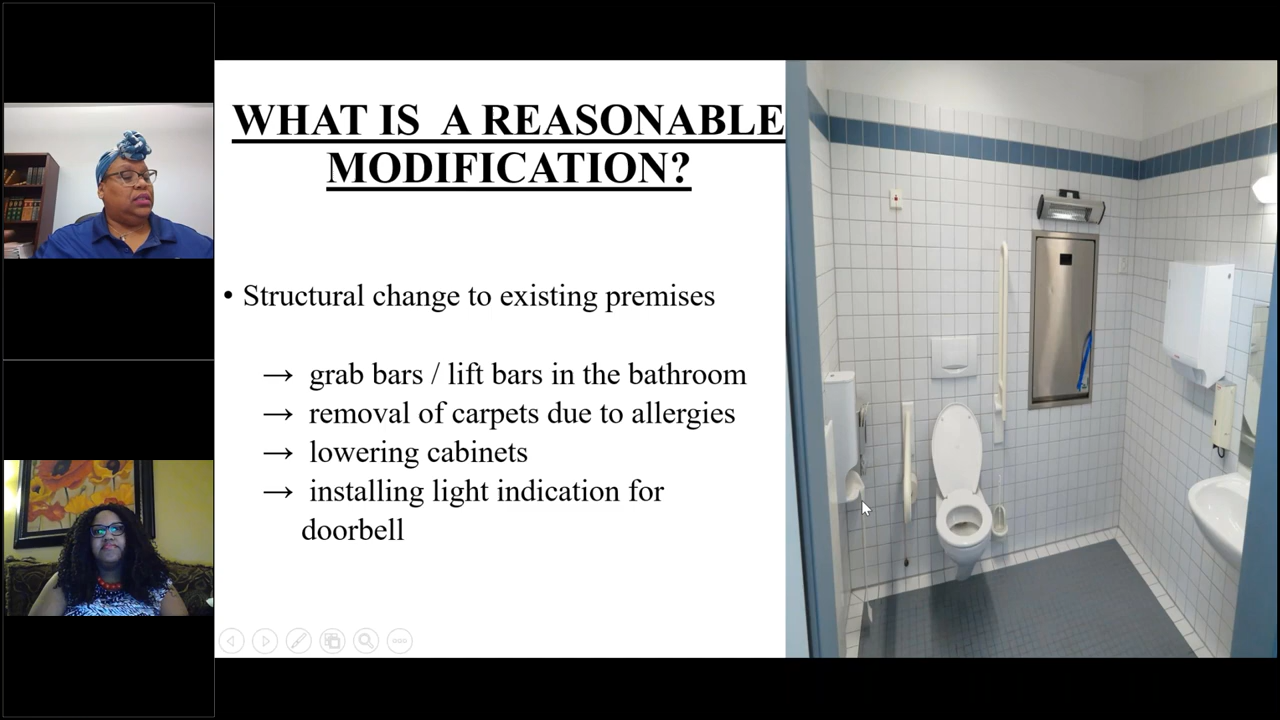 WHAT IS A REASONABLE
MODIFICATION?
• Structural change to existing premises
→ grab bars / lift bars in the bathroom
→ removal of carpets due to allergies
→ lowering cabinets
→ installing light indication for
doorbell